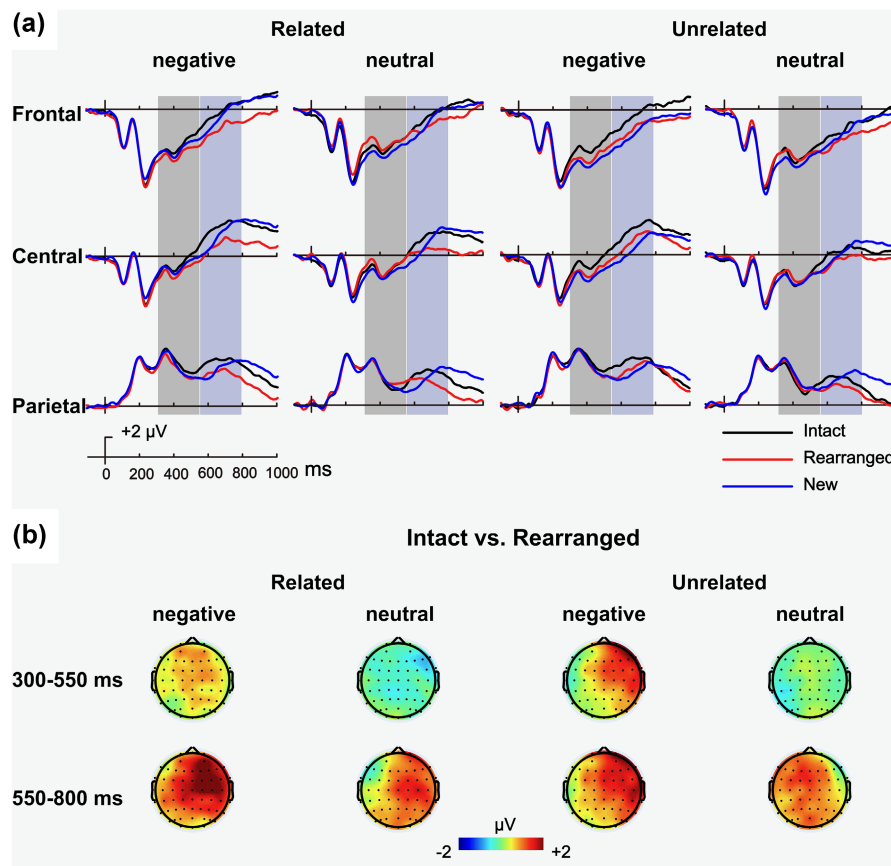 (a)
Related Unrelated
negative neutral negative neutral
Frontal
Central
Parietal
+2 µV
0 200 400 600 800 1000 ms
Intact
Rearranged
New
(b)
Intact vs. Rearranged
Related Unrelated
negative neutral negative neutral
300-550 ms
550-800 ms
µV
-2 +2